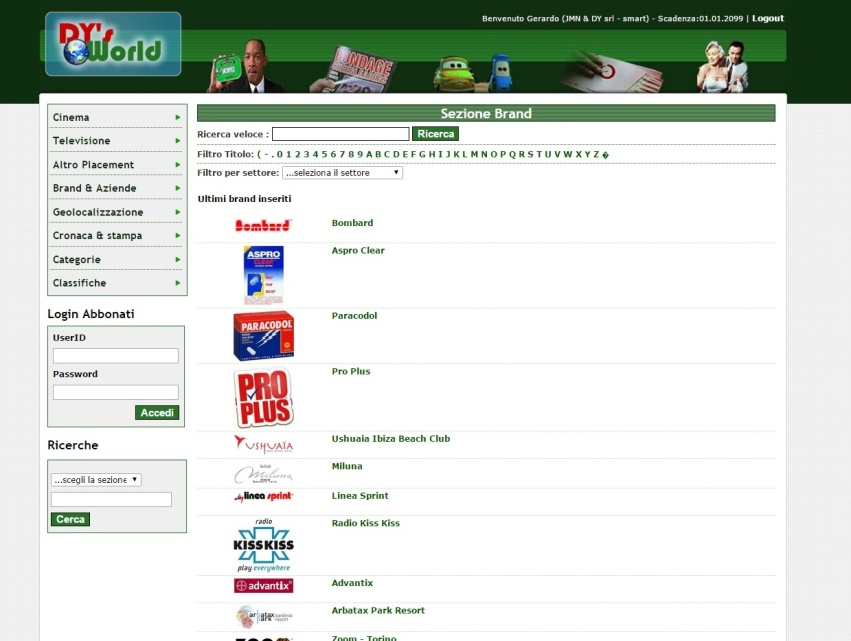 Benvenuto Gerardo (JMN & DY srl - smart) - Scadenza:01.01.2099 | Logout
DY's
World
BONDAGE
Sezione Brand
Cinema
Televisione
Altro Placement
Brand & Aziende
Geolocalizzazione
Cronaca & stampa
Categorie
Classifiche
Login Abbonati
UserID
Password
Accedi
Ricerche
...scegli la sezione
Cerca
Ricerca veloce :
Ricerca
Filtro Titolo: ( - . 0 1 2 3 4 5 6 7 8 9 A B C D E F G H I J K L M N O P Q R S T U V W X Y Z �
Filtro per settore: ...seleziona il settore
Ultimi brand inseriti
Bombard
Bombard
ASPRO
CLEAR
Aspro Clear
PARACODOL
Paracodol
PRO
PLUS
Pro Plus
USHUAÏA
Ushuaia Ibiza Beach Club
Miluna
Miluna
linea sprint
Linea Sprint
radio
KISSKISS
play everywhere
Radio Kiss Kiss
advantix
Advantix
arbatax
park
Arbatax Park Resort
Zoom - Torino